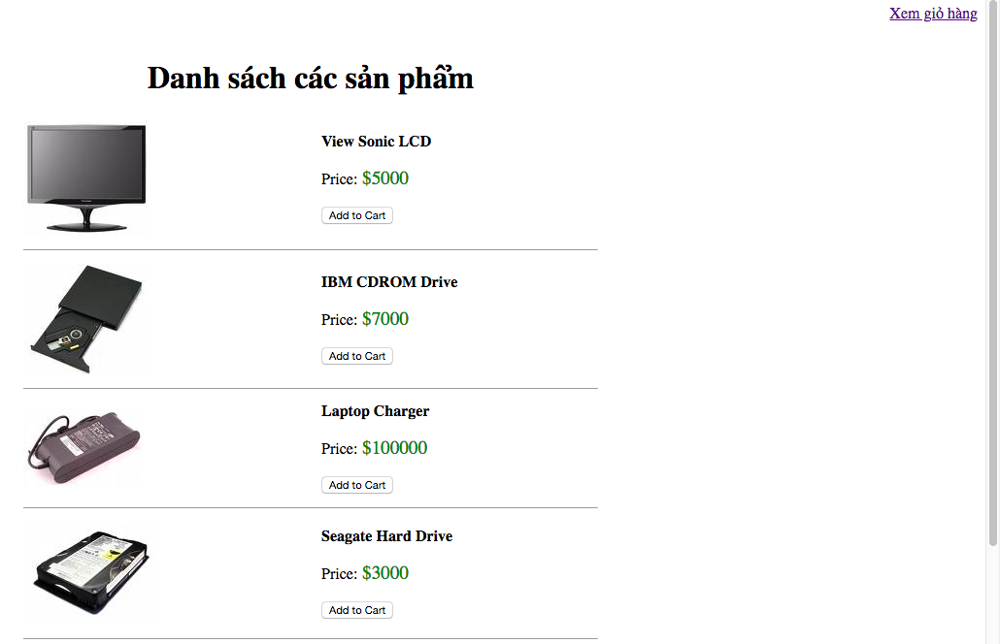 Xem giỏ hàng
Danh sách các sản phẩm
View Sonic LCD
Price: $5000
Add to Cart
IBM CDROM Drive
Price: $7000
Add to Cart
Laptop Charger
Price: $100000
Add to Cart
Seagate Hard Drive
Price: $3000
Add to Cart